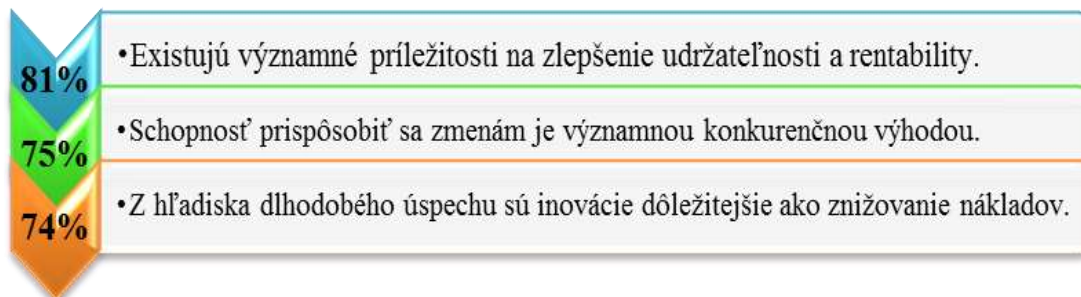 81%
•Existujú významné príležitosti na zlepšenie udržateľnosti a rentability.
75%
•Schopnosť prispôsobiť sa zmenám je významnou konkurenčnou výhodou.
74%
•Z hľadiska dlhodobého úspechu sú inovácie dôležitejšie ako znižovanie nákladov.